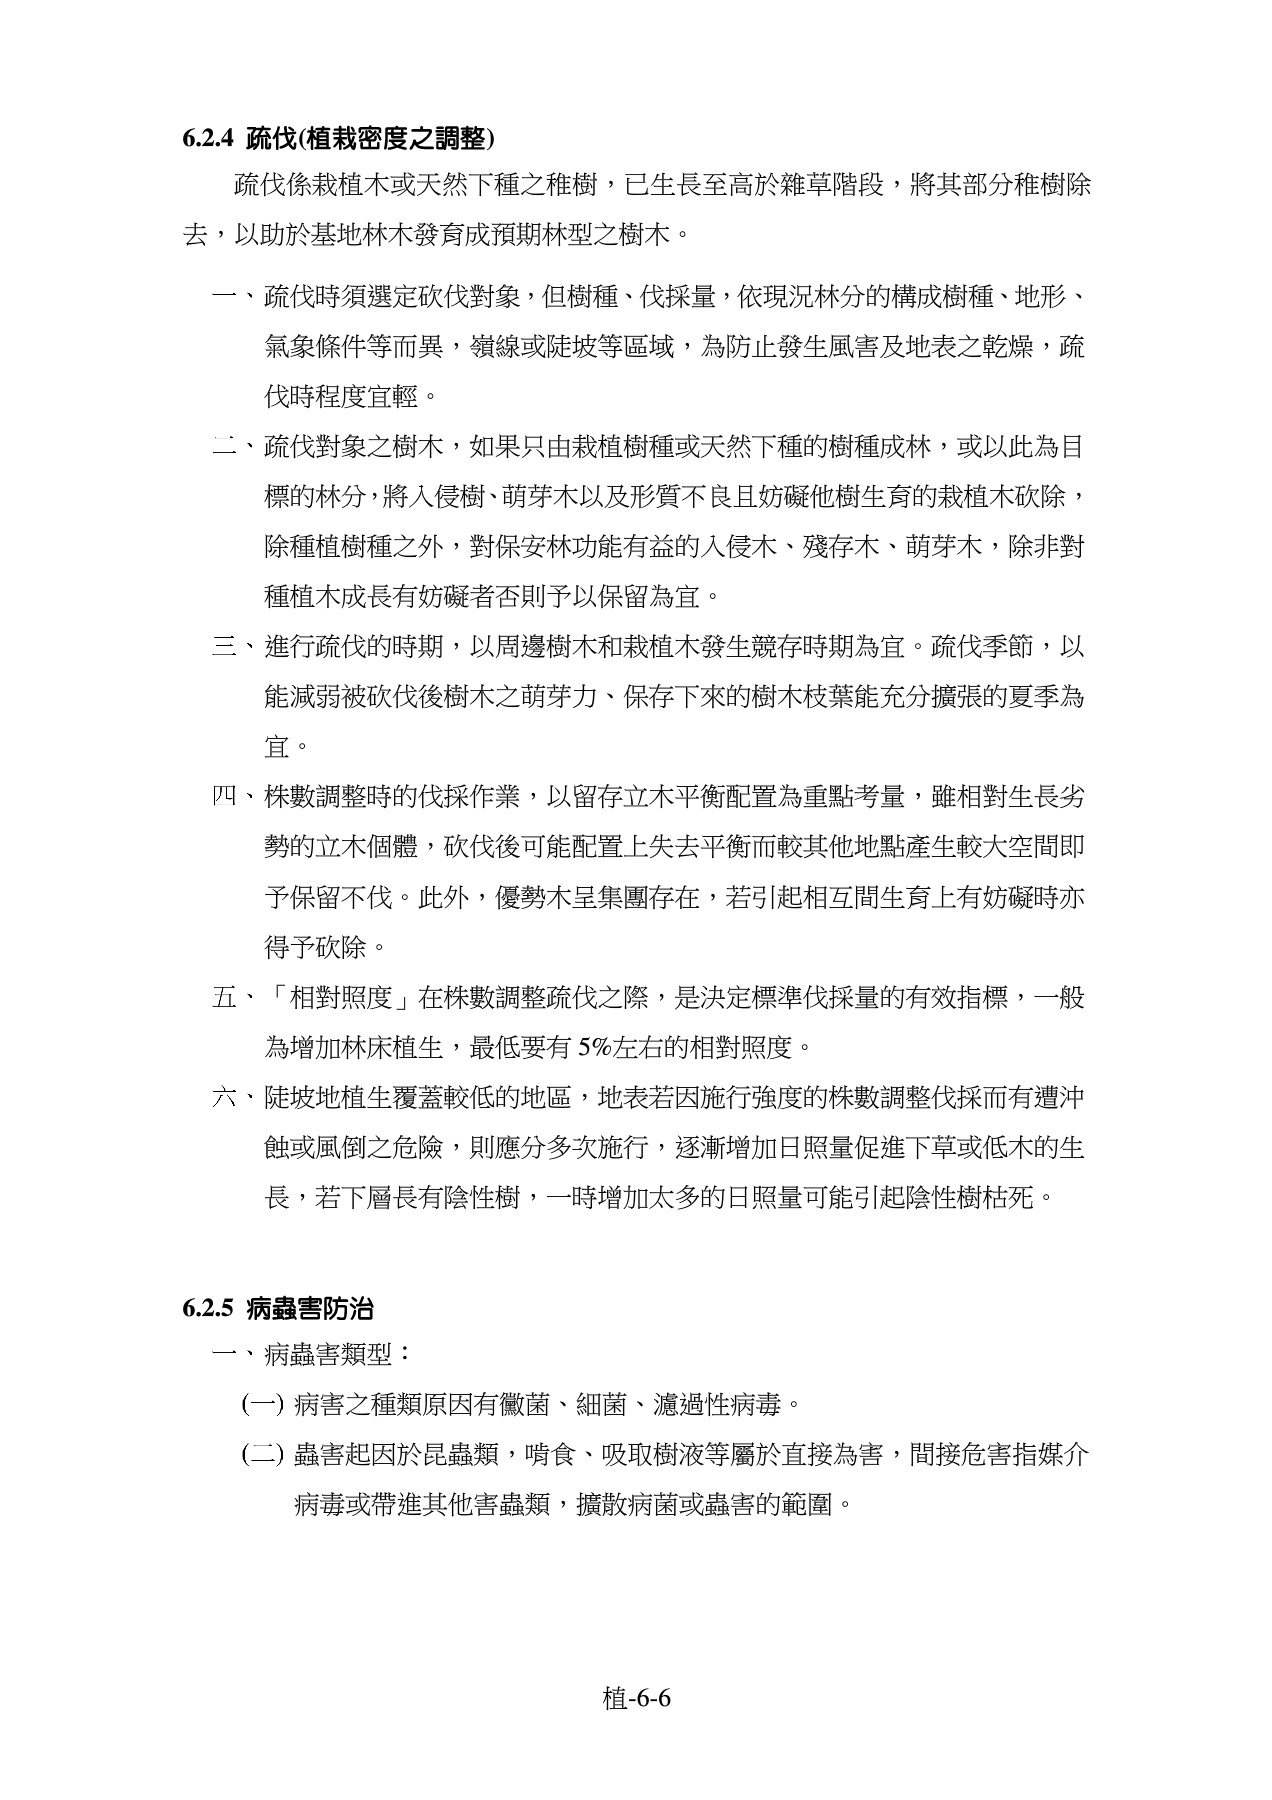 6.2.4 疏伐(植栽密度之調整)
疏伐係栽植木或天然下種之稚樹，已生長至高於雜草階段，將其部分稚樹除
去，以助於基地林木發育成預期林型之樹木。
一、疏伐時須選定砍伐對象，但樹種、伐採量，依現況林分的構成樹種、地形、
氣象條件等而異，嶺線或陡坡等區域，為防止發生風害及地表之乾燥，疏
伐時程度宜輕。
二、疏伐對象之樹木，如果只由栽植樹種或天然下種的樹種成林，或以此為目
標的林分，將入侵樹、萌芽木以及形質不良且妨礙他樹生育的栽植木砍除，
除種植樹種之外，對保安林功能有益的入侵木、殘存木、萌芽木，除非對
種植木成長有妨礙者否則予以保留為宜。
三、進行疏伐的時期，以周邊樹木和栽植木發生競存時期為宜。疏伐季節，以
能減弱被砍伐後樹木之萌芽力、保存下來的樹木枝葉能充分擴張的夏季為
宜。
四、株數調整時的伐採作業，以留存立木平衡配置為重點考量，雖相對生長劣
勢的立木個體，砍伐後可能配置上失去平衡而較其他地點產生較大空間即
予保留不伐。此外，優勢木呈集團存在，若引起相互間生育上有妨礙時亦
得予砍除。
五、「相對照度」在株數調整疏伐之際，是決定標準伐採量的有效指標，一般
為增加林床植生，最低要有 5%左右的相對照度。
六、陡坡地植生覆蓋較低的地區，地表若因施行強度的株數調整伐採而有遭沖
蝕或風倒之危險，則應分多次施行，逐漸增加日照量促進下草或低木的生
長，若下層長有陰性樹，一時增加太多的日照量可能引起陰性樹枯死。
6.2.5 病蟲害防治
一、病蟲害類型：
(一) 病害之種類原因有黴菌、細菌、濾過性病毒。
(二) 蟲害起因於昆蟲類，啃食、吸取樹液等屬於直接為害，間接危害指媒介
病毒或帶進其他害蟲類，擴散病菌或蟲害的範圍。
植-6-6